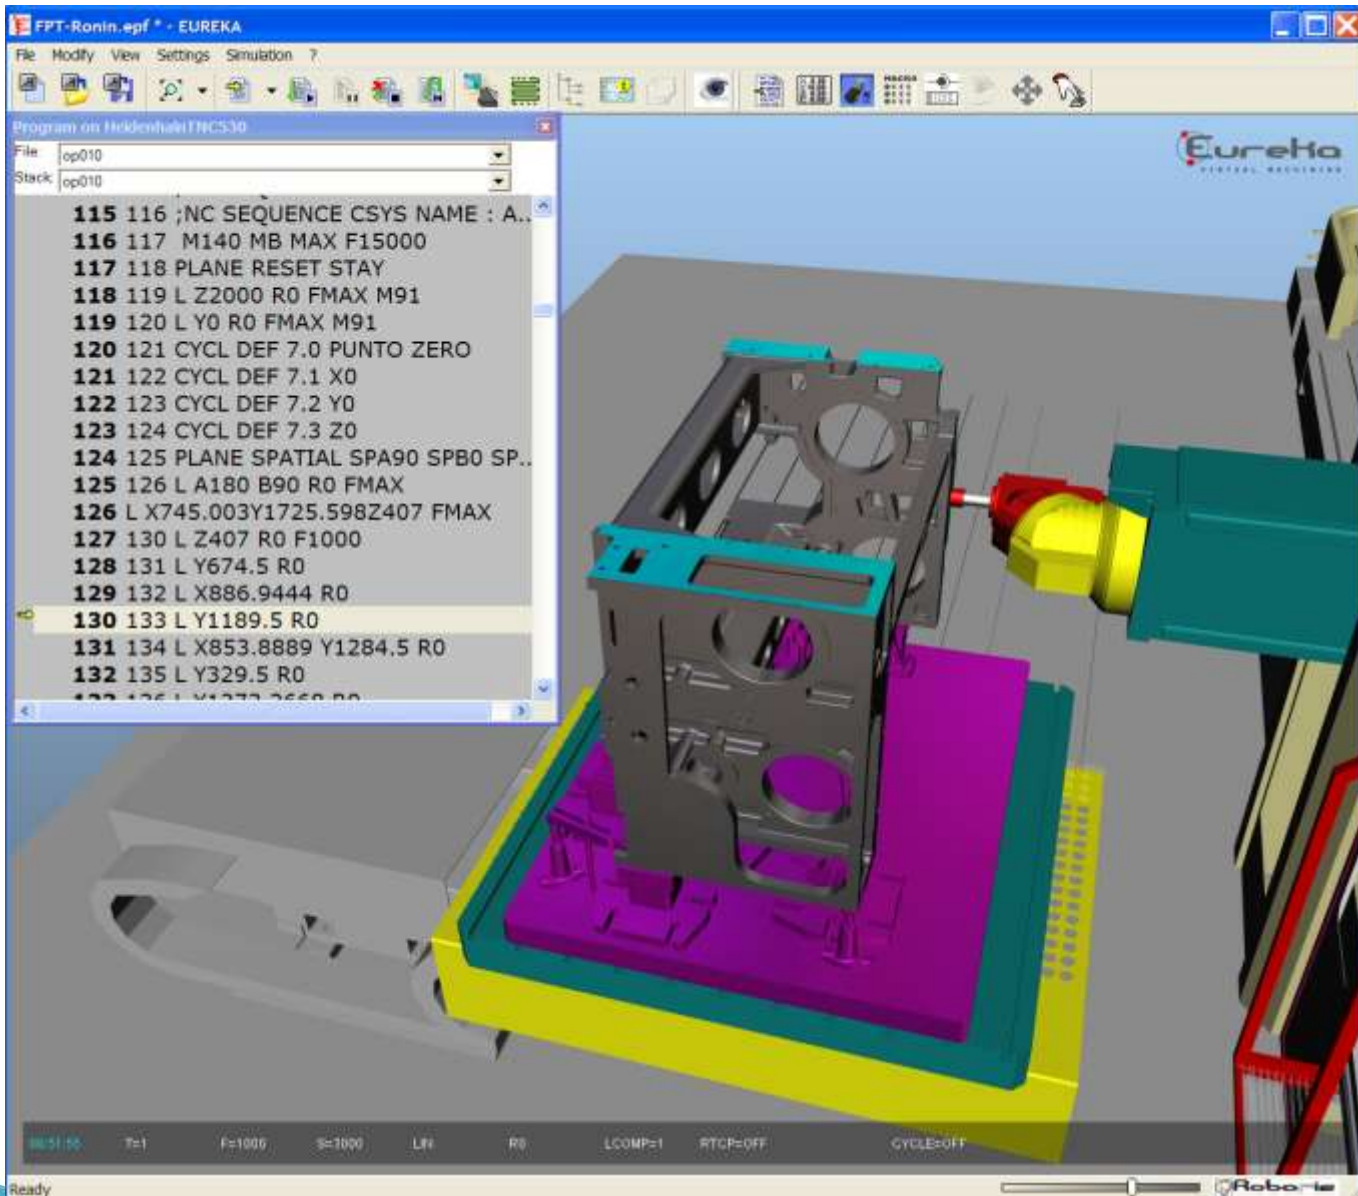 FPT-Ronin.epf * - EUREKA
File Modify View Settings Simulation ?
MACRO
Program on HeidenhainTNC530
File: op010
Stack: op010
115 116 ;NC SEQUENCE CSYS NAME : A..
116 117 M140 MB MAX F15000
117 118 PLANE RESET STAY
118 119 L Z2000 R0 FMAX M91
119 120 L Y0 R0 FMAX M91
120 121 CYCL DEF 7.0 PUNTO ZERO
121 122 CYCL DEF 7.1 X0
122 123 CYCL DEF 7.2 Y0
123 124 CYCL DEF 7.3 Z0
124 125 PLANE SPATIAL SPA90 SPB0 SP..
125 126 L A180 B90 R0 FMAX
126 L X745.003Y1725.598Z407 FMAX
127 130 L Z407 R0 F1000
128 131 L Y674.5 R0
129 132 L X886.9444 R0
130 133 L Y1189.5 R0
131 134 L X853.8889 Y1284.5 R0
132 135 L Y329.5 R0
EureKa
VIRTUAL MACHINING
T=1 F=1000 S=3000 LIN R0 LCOMP=1 RTCP=OFF CYCLE=OFF
Ready